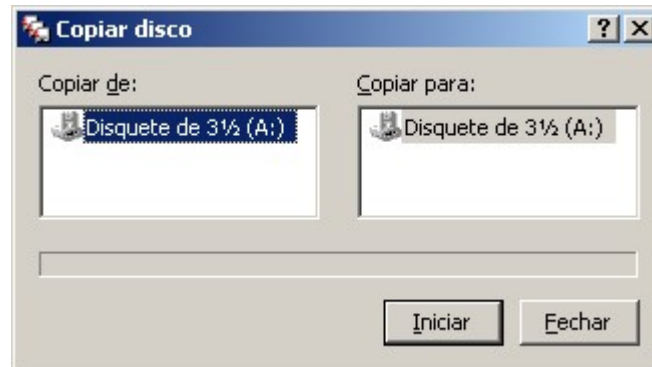 Copiar disco
Copiar de:
Copiar para:
Disquete de 3½ (A:)
Disquete de 3½ (A:)
Iniciar
Fechar